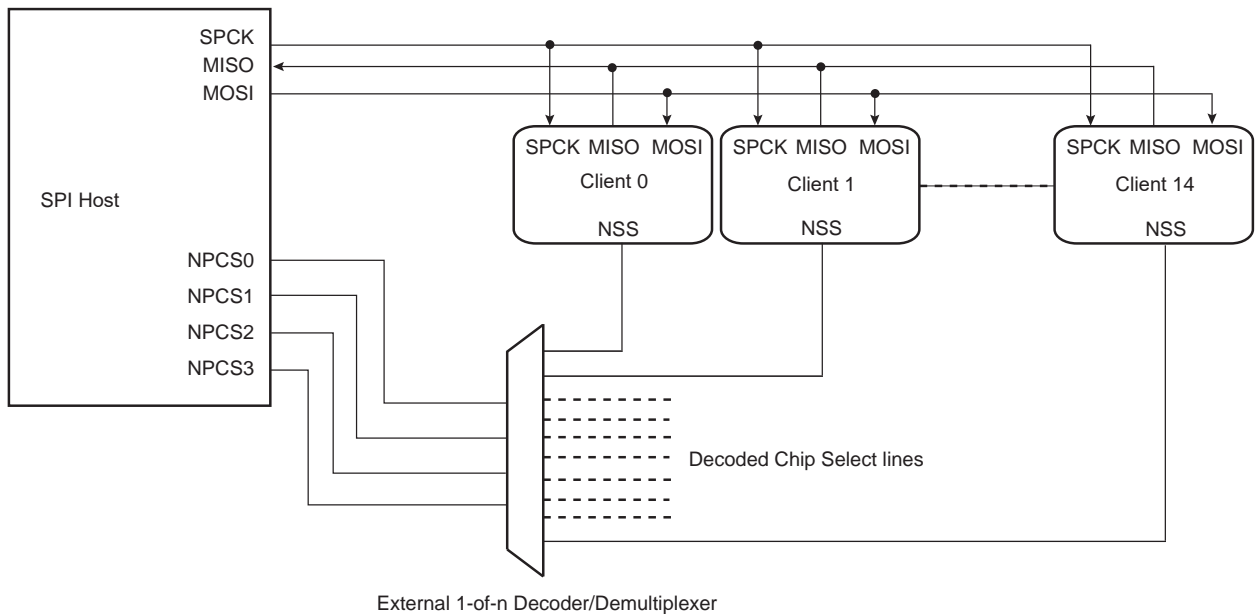 SPCK
MISO
MOSI
SPI Host
NPCS0
NPCS1
NPCS2
NPCS3
SPCK MISO MOSI
Client 0
NSS
SPCK MISO MOSI
Client 1
NSS
SPCK MISO MOSI
Client 14
NSS
Decoded Chip Select lines
External 1-of-n Decoder/Demultiplexer